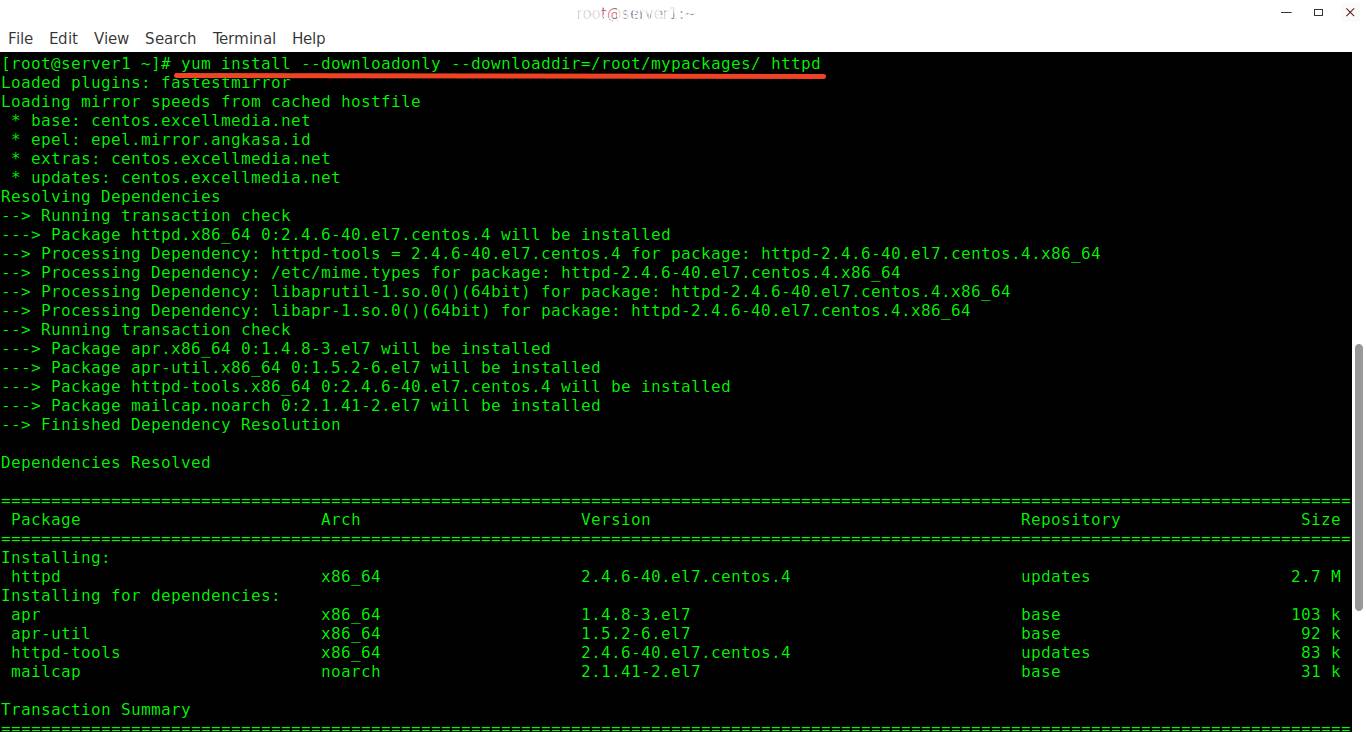 root@server1:~
File Edit View Search Terminal Help
[root@server1 ~]# yum install --downloadonly --downloaddir=/root/mypackages/ httpd
Loaded plugins: fastestmirror
Loading mirror speeds from cached hostfile
 * base: centos.excellmedia.net
 * epel: epel.mirror.angkasa.id
 * extras: centos.excellmedia.net
 * updates: centos.excellmedia.net
Resolving Dependencies
--> Running transaction check
---> Package httpd.x86_64 0:2.4.6-40.el7.centos.4 will be installed
--> Processing Dependency: httpd-tools = 2.4.6-40.el7.centos.4 for package: httpd-2.4.6-40.el7.centos.4.x86_64
--> Processing Dependency: /etc/mime.types for package: httpd-2.4.6-40.el7.centos.4.x86_64
--> Processing Dependency: libaprutil-1.so.0()(64bit) for package: httpd-2.4.6-40.el7.centos.4.x86_64
--> Processing Dependency: libapr-1.so.0()(64bit) for package: httpd-2.4.6-40.el7.centos.4.x86_64
--> Running transaction check
---> Package apr.x86_64 0:1.4.8-3.el7 will be installed
---> Package apr-util.x86_64 0:1.5.2-6.el7 will be installed
---> Package httpd-tools.x86_64 0:2.4.6-40.el7.centos.4 will be installed
---> Package mailcap.noarch 0:2.1.41-2.el7 will be installed
--> Finished Dependency Resolution
Dependencies Resolved
Package Arch Version Repository Size
Installing:
httpd x86_64 2.4.6-40.el7.centos.4 updates 2.7 M
Installing for dependencies:
apr x86_64 1.4.8-3.el7 base 103 k
apr-util x86_64 1.5.2-6.el7 base 92 k
httpd-tools x86_64 2.4.6-40.el7.centos.4 updates 83 k
mailcap noarch 2.1.41-2.el7 base 31 k
Transaction Summary